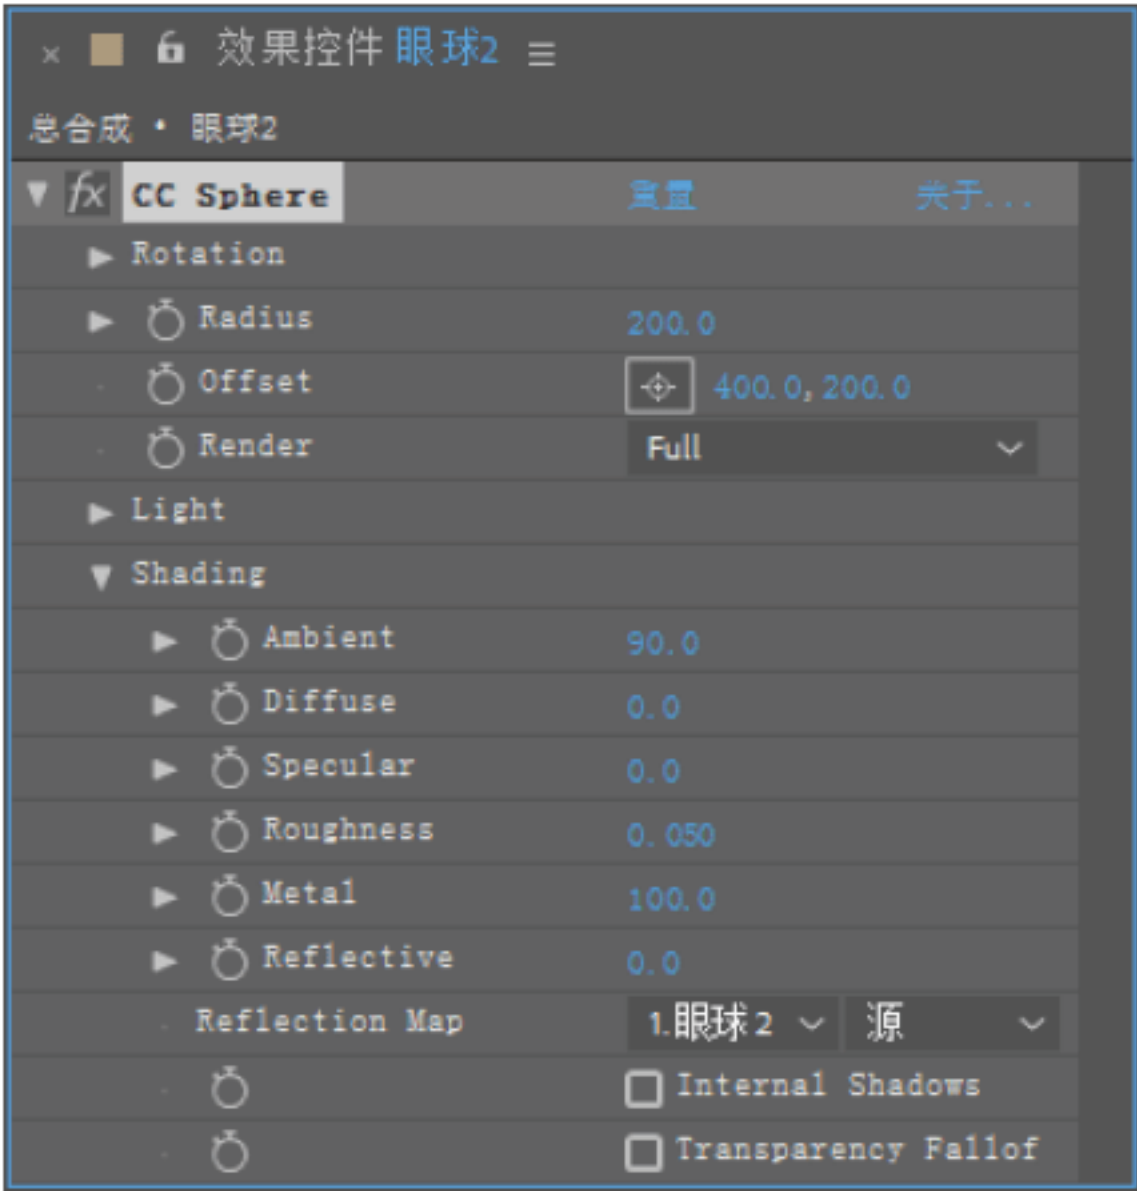 效果控件 眼球2
总合成 • 眼球2
fx CC Sphere 重置 关于...
Rotation
Radius 200.0
Offset 400.0, 200.0
Render Full
Light
Shading
Ambient 90.0
Diffuse 0.0
Specular 0.0
Roughness 0.050
Metal 100.0
Reflective 0.0
Reflection Map 1.眼球 2 源
Internal Shadows
Transparency Fallof